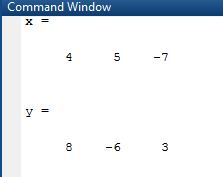 Command Window
x =
4 5 -7
y =
8 -6 3